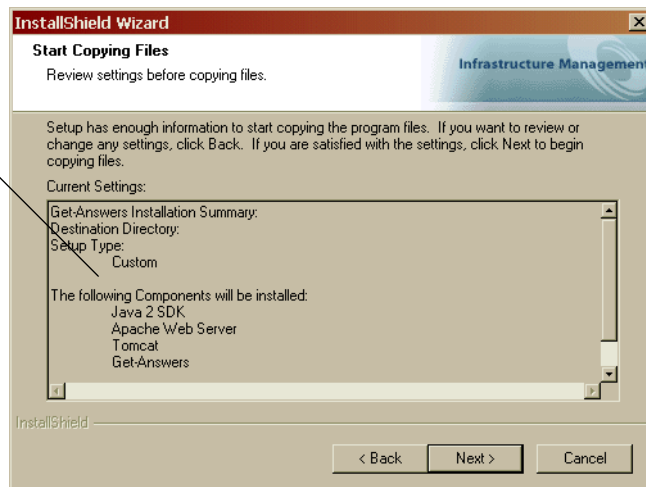 InstallShield Wizard
Start Copying Files
Review settings before copying files.
Infrastructure Management
Setup has enough information to start copying the program files. If you want to review or
change any settings, click Back. If you are satisfied with the settings, click Next to begin
copying files.
Current Settings:
Get-Answers Installation Summary:
Destination Directory:
Setup Type:
Custom
The following Components will be installed:
Java 2 SDK
Apache Web Server
Tomcat
Get-Answers
InstallShield
< Back
Next >
Cancel